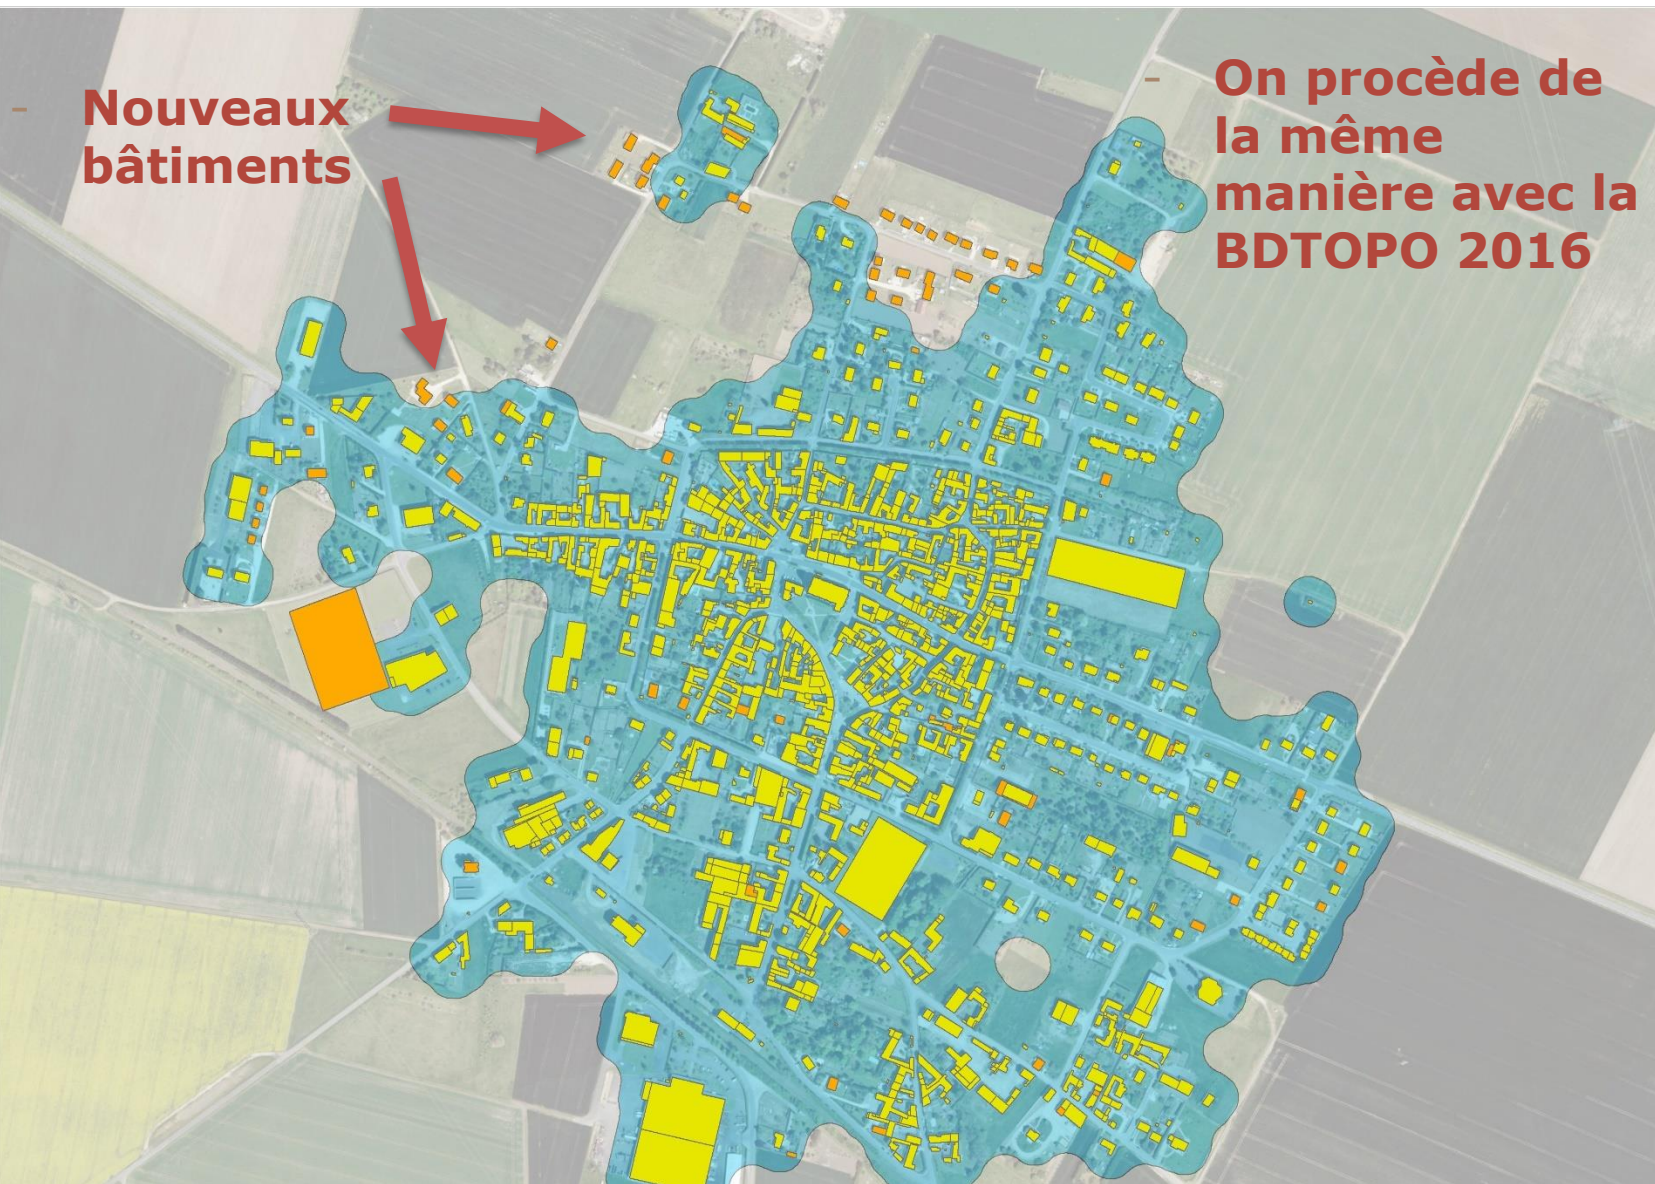 - Nouveaux
bâtiments
- On procède de
la même
manière avec la
BDTOPO 2016